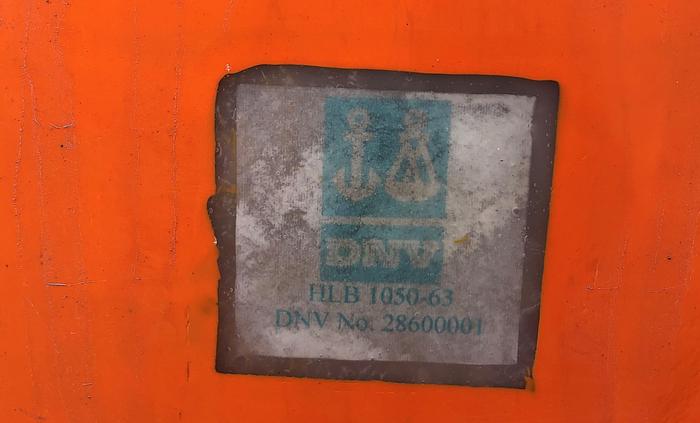 DNV
HLB 1050-63
DNV No. 28600001